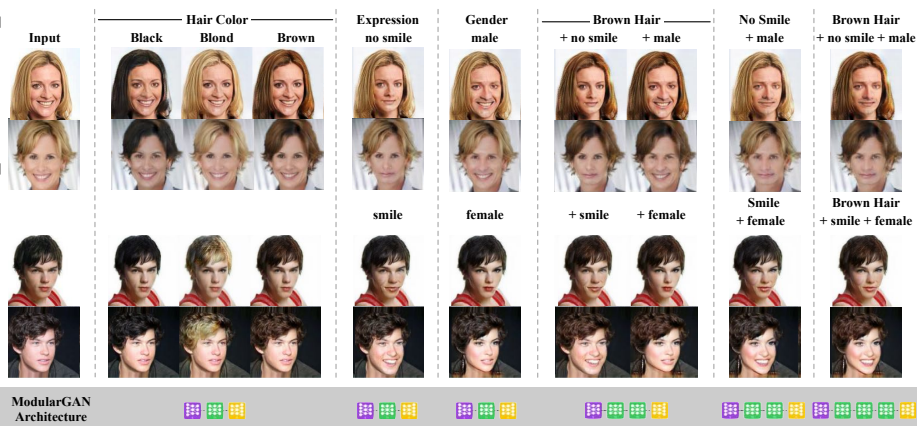 Hair Color
Expression
Gender
Brown Hair
No Smile
Brown Hair
Input
Black
Blond
Brown
no smile
male
+ no smile
+ male
+ male
+ no smile + male
smile
female
+ smile
+ female
Smile
+ female
Brown Hair
+ smile + female
ModularGAN
Architecture